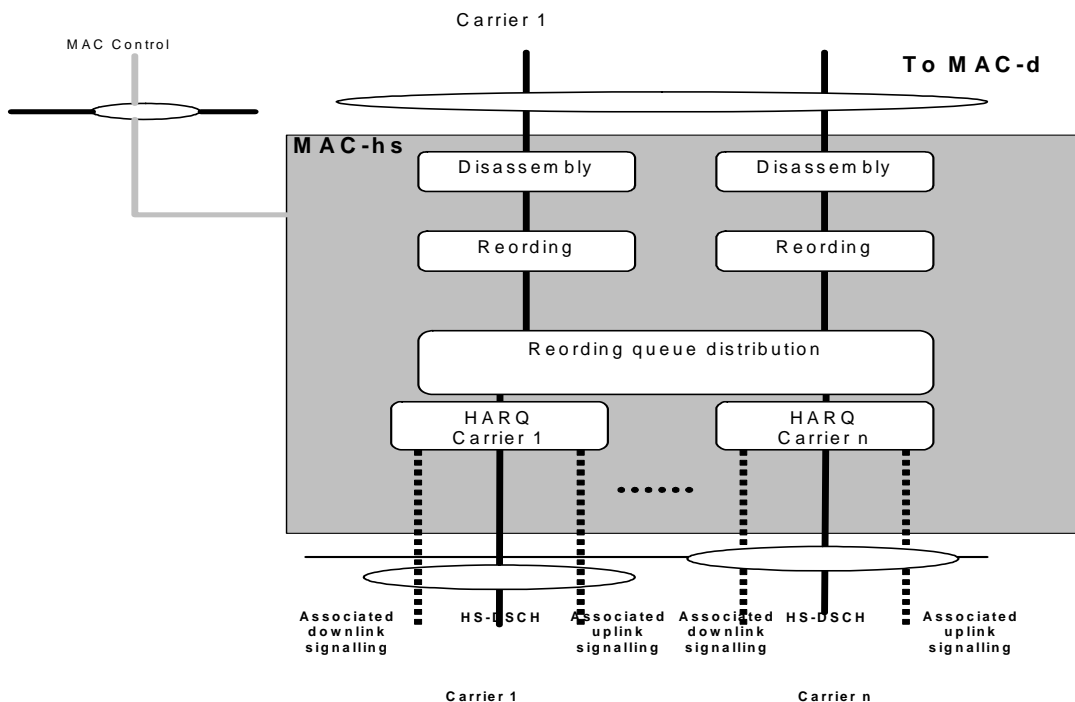 Carrier 1
MAC Control
To MAC-d
MAC-hs
Disassembly
Disassembly
Reording
Reording
Reording queue distribution
HARQ
Carrier 1
HARQ
Carrier n
Associated
downlink
signalling
HS-DSCH
Associated
uplink
signalling
Associated
downlink
signalling
HS-DSCH
Associated
uplink
signalling
Carrier 1
Carrier n